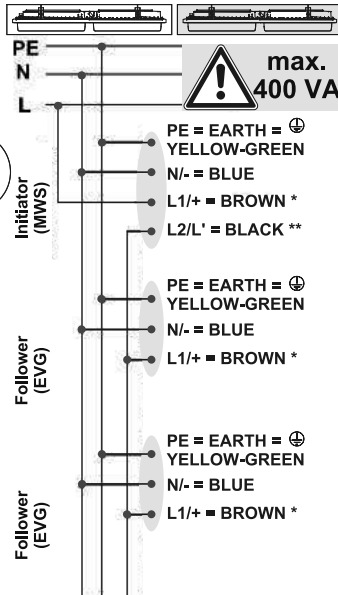 PE
N
L
max.
400 VA
Initiator
(MWS)
PE = EARTH = ⏚
YELLOW-GREEN
N/- = BLUE
L1/+ = BROWN *
L2/L' = BLACK **
Follower
(EVG)
PE = EARTH = ⏚
YELLOW-GREEN
N/- = BLUE
L1/+ = BROWN *
Follower
(EVG)
PE = EARTH = ⏚
YELLOW-GREEN
N/- = BLUE
L1/+ = BROWN *